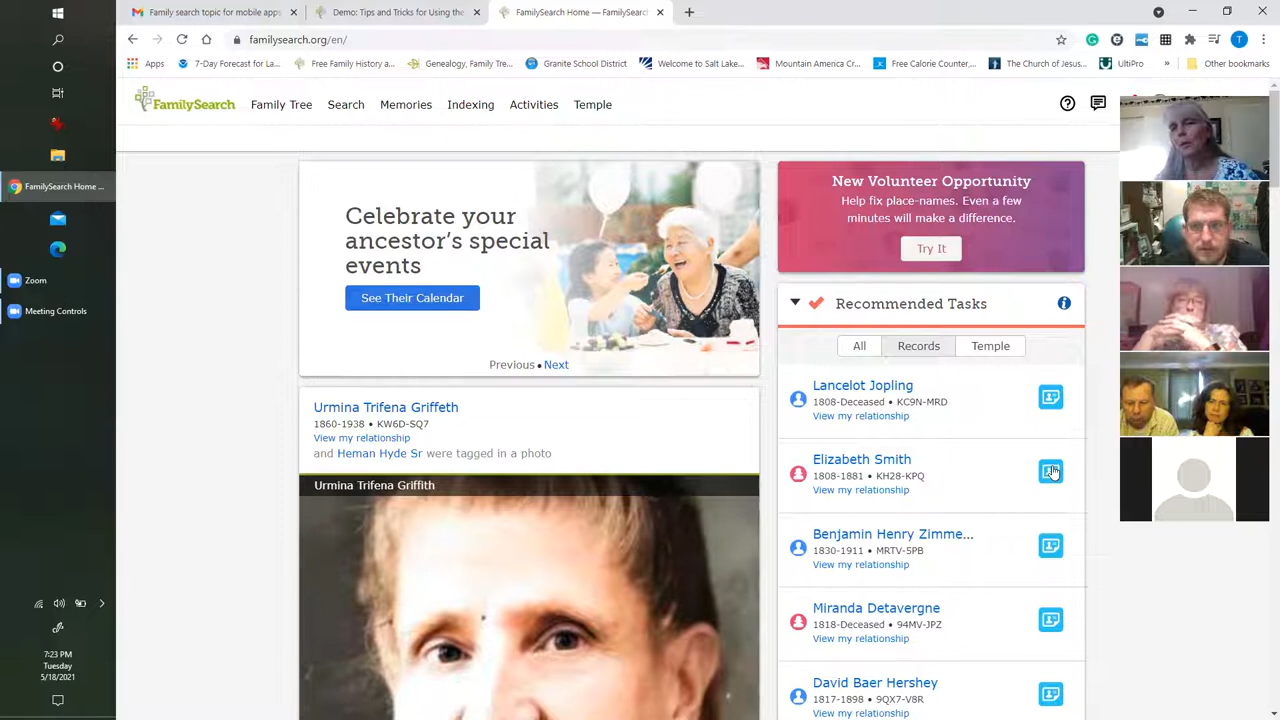 Family search topic for mobile apps
Demo: Tips and Tricks for Using the
FamilySearch Home — FamilySearc
familysearch.org/en/
Apps
7-Day Forecast for La...
Free Family History a...
Genealogy, Family Tre...
Granite School District
Welcome to Salt Lake...
Mountain America Cr...
Free Calorie Counter,...
The Church of Jesus...
UltiPro
»
Other bookmarks
T
FamilySearch
Family Tree
Search
Memories
Indexing
Activities
Temple
Celebrate your
ancestor's special
events
See Their Calendar
Previous • Next
New Volunteer Opportunity
Help fix place-names. Even a few
minutes will make a difference.
Try It
Recommended Tasks
All
Records
Temple
Lancelot Jopling
1808-Deceased • KC9N-MRD
View my relationship
Elizabeth Smith
1808-1881 • KH28-KPQ
View my relationship
Benjamin Henry Zimme...
1830-1911 • MRTV-5PB
View my relationship
Miranda Detavergne
1818-Deceased • 94MV-JPZ
View my relationship
David Baer Hershey
1817-1898 • 9QX7-V8R
View my relationship
Urmina Trifena Griffeth
1860-1938 • KW6D-SQ7
View my relationship
and Heman Hyde Sr were tagged in a photo
Urmina Trifena Griffith
FamilySearch Home ...
Zoom
Meeting Controls
7:23 PM
Tuesday
5/18/2021